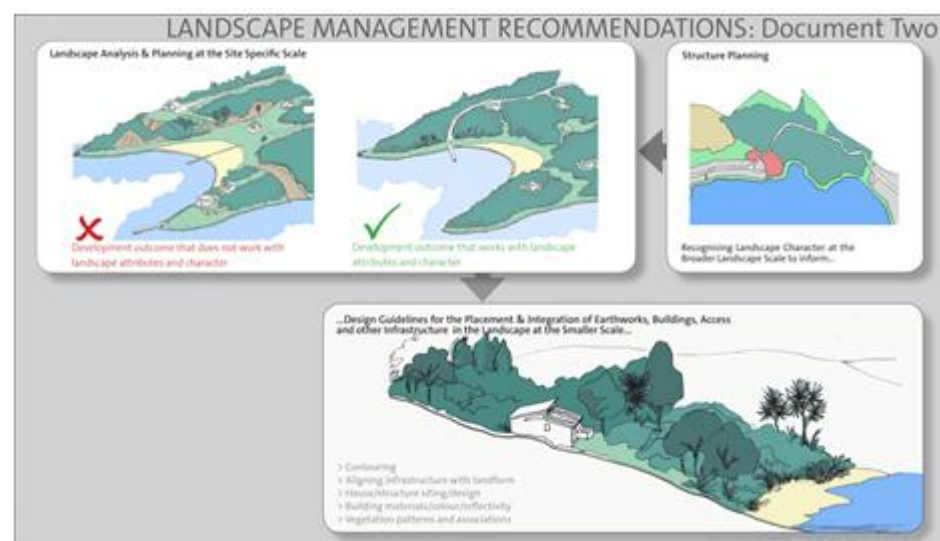 LANDSCAPE MANAGEMENT RECOMMENDATIONS: Document Two
Landscape Analysis & Planning at the Site Specific Scale
Development outcome that does not work with
landscape attributes and character
Development outcome that works with landscape
attributes and character
Structure Planning
Recognising Landscape Character at the
Broader Landscape Scale to inform...
...Design Guidelines for the Placement & Integration of Earthworks, Buildings, Access
and other Infrastructure in the Landscape at the Smaller Scale...
> Contouring
> Aligning infrastructure with landform
> House/structure siting/design
> Building materials/colour/reflectivity
> Vegetation patterns and associations